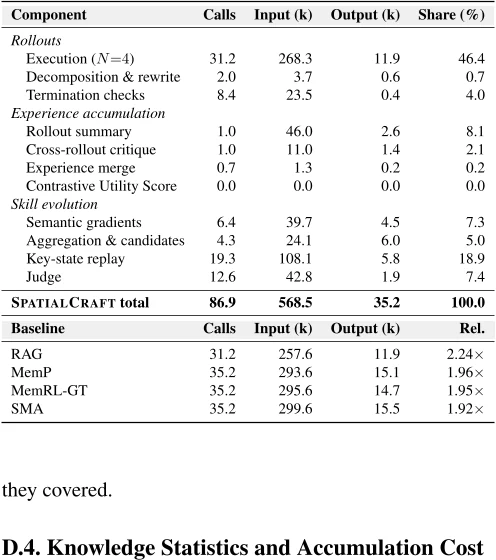 Component Calls Input (k) Output (k) Share (%)
Rollouts
Execution (N=4) 31.2 268.3 11.9 46.4
Decomposition & rewrite 2.0 3.7 0.6 0.7
Termination checks 8.4 23.5 0.4 4.0
Experience accumulation
Rollout summary 1.0 46.0 2.6 8.1
Cross-rollout critique 1.0 11.0 1.4 2.1
Experience merge 0.7 1.3 0.2 0.2
Contrastive Utility Score 0.0 0.0 0.0 0.0
Skill evolution
Semantic gradients 6.4 39.7 4.5 7.3
Aggregation & candidates 4.3 24.1 6.0 5.0
Key-state replay 19.3 108.1 5.8 18.9
Judge 12.6 42.8 1.9 7.4
SPATIALCRAFT total 86.9 568.5 35.2 100.0
Baseline Calls Input (k) Output (k) Rel.
RAG 31.2 257.6 11.9 2.24×
MemP 35.2 293.6 15.1 1.96×
MemRL-GT 35.2 295.6 14.7 1.95×
SMA 35.2 299.6 15.5 1.92×
they covered.
D.4. Knowledge Statistics and Accumulation Cost